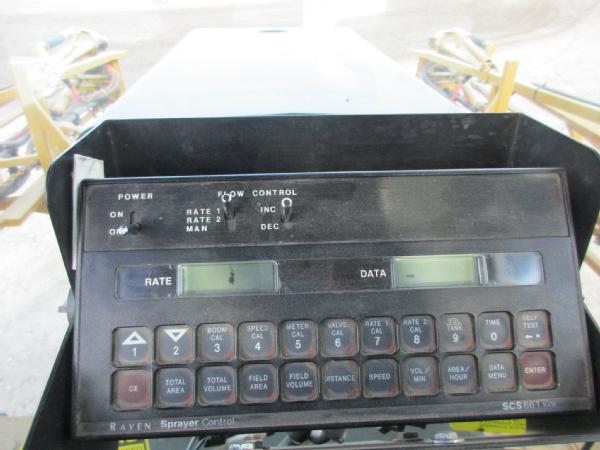 POWER
FLOW CONTROL
ON
RATE 1
INC
RATE 2
OFF
MAN
DEC
RATE
DATA
1
2
BOOM CAL 3
SPEED CAL 4
METER CAL 5
VALVE CAL 6
RATE 1 CAL 7
RATE 2 CAL 8
VOL TANK 9
TIME 0
SELF TEST
CE
TOTAL AREA
TOTAL VOLUME
FIELD AREA
FIELD VOLUME
DISTANCE
SPEED
VOL / MIN
AREA / HOUR
DATA MENU
ENTER
RAVEN Sprayer Control
SCS 661